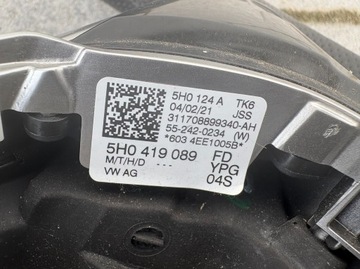 5H0 124 A TK6
04/02/21 JSS
311708899340-AH
55-242-0234 (W)
*603 4EE1005B*
5H0 419 089 FD
M/T/H/D --- YPG
VW AG 04S